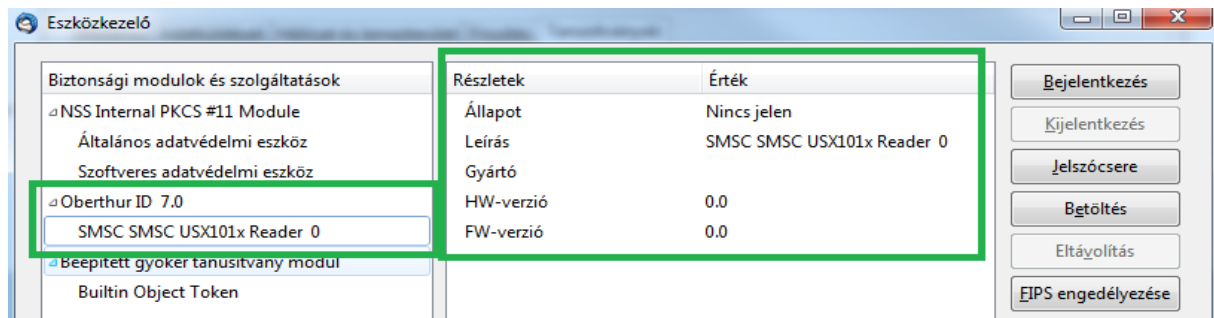 Eszközkezelő
Biztonsági modulok és szolgáltatások
NSS Internal PKCS #11 Module
Általános adatvédelmi eszköz
Szoftveres adatvédelmi eszköz
Oberthur ID 7.0
SMSC SMSC USX101x Reader 0
Beépített gyökér tanúsítvány modul
Builtin Object Token
Részletek Érték
Állapot Nincs jelen
Leírás SMSC SMSC USX101x Reader 0
Gyártó
HW-verzió 0.0
FW-verzió 0.0
Bejelentkezés
Kijelentkezés
Jelszócsere
Betöltés
Eltávolítás
FIPS engedélyezése